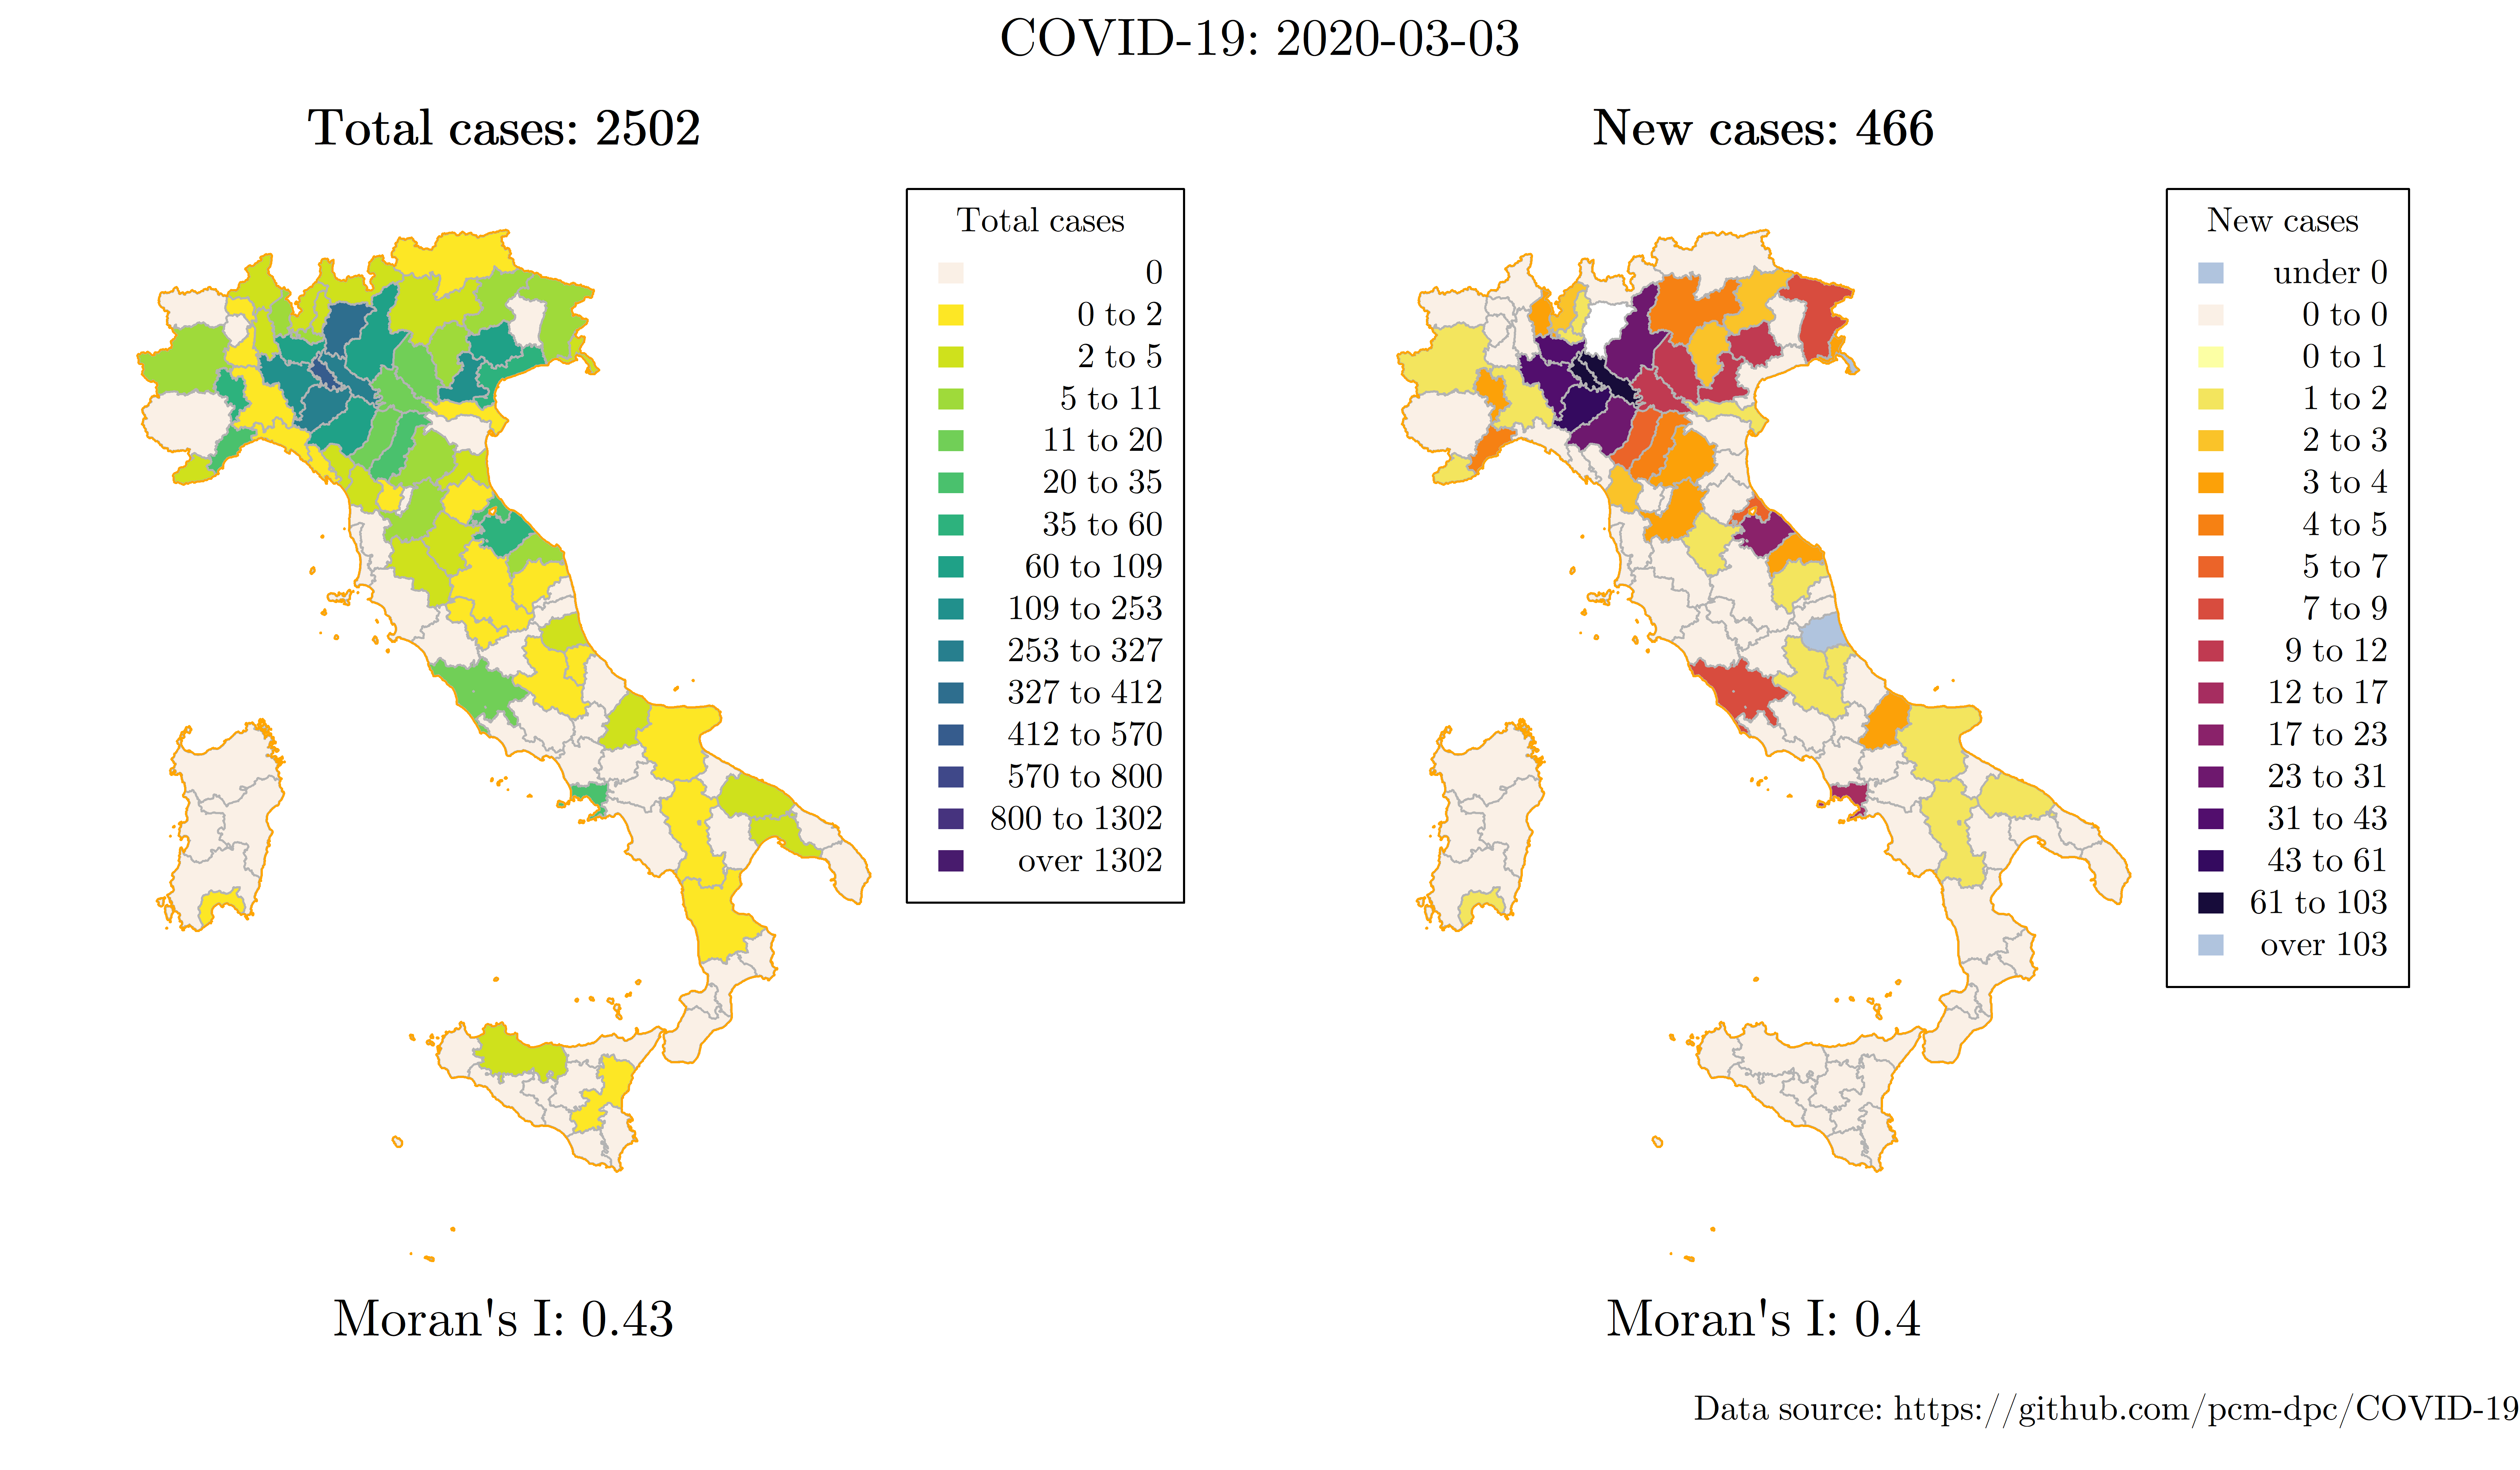 COVID-19: 2020-03-03
Total cases: 2502
Total cases
0
0 to 2
2 to 5
5 to 11
11 to 20
20 to 35
35 to 60
60 to 109
109 to 253
253 to 327
327 to 412
412 to 570
570 to 800
800 to 1302
over 1302
Moran's I: 0.43
New cases: 466
New cases
under 0
0 to 0
0 to 1
1 to 2
2 to 3
3 to 4
4 to 5
5 to 7
7 to 9
9 to 12
12 to 17
17 to 23
23 to 31
31 to 43
43 to 61
61 to 103
over 103
Moran's I: 0.4
Data source: https://github.com/pcm-dpc/COVID-19